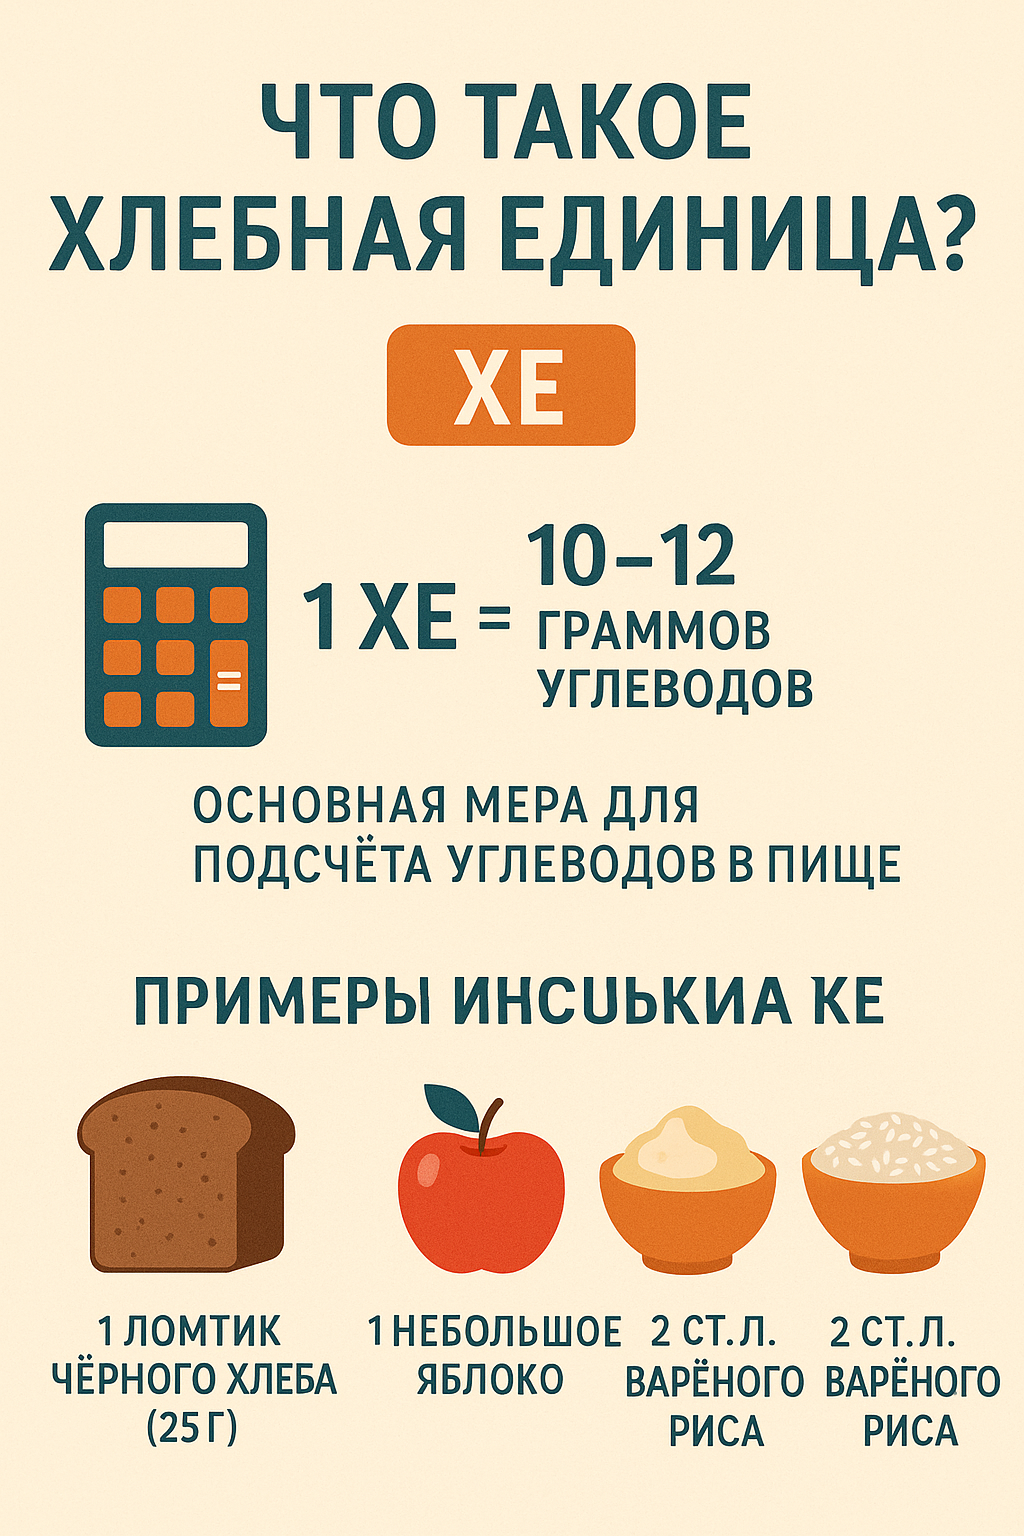 ЧТО ТАКОЕ
ХЛЕБНАЯ ЕДИНИЦА?
ХЕ
1 ХЕ =
10–12
ГРАММОВ
УГЛЕВОДОВ
=
ОСНОВНАЯ МЕРА ДЛЯ
ПОДСЧЁТА УГЛЕВОДОВ В ПИЩЕ
ПРИМЕРЫ ИНСUЬКИА КЕ
1 ЛОМТИК
ЧЁРНОГО ХЛЕБА
(25 Г)
1 НЕБОЛЬШОЕ
ЯБЛОКО
2 СТ. Л.
ВАРЁНОГО
РИСА
2 СТ. Л.
ВАРЁНОГО
РИСА